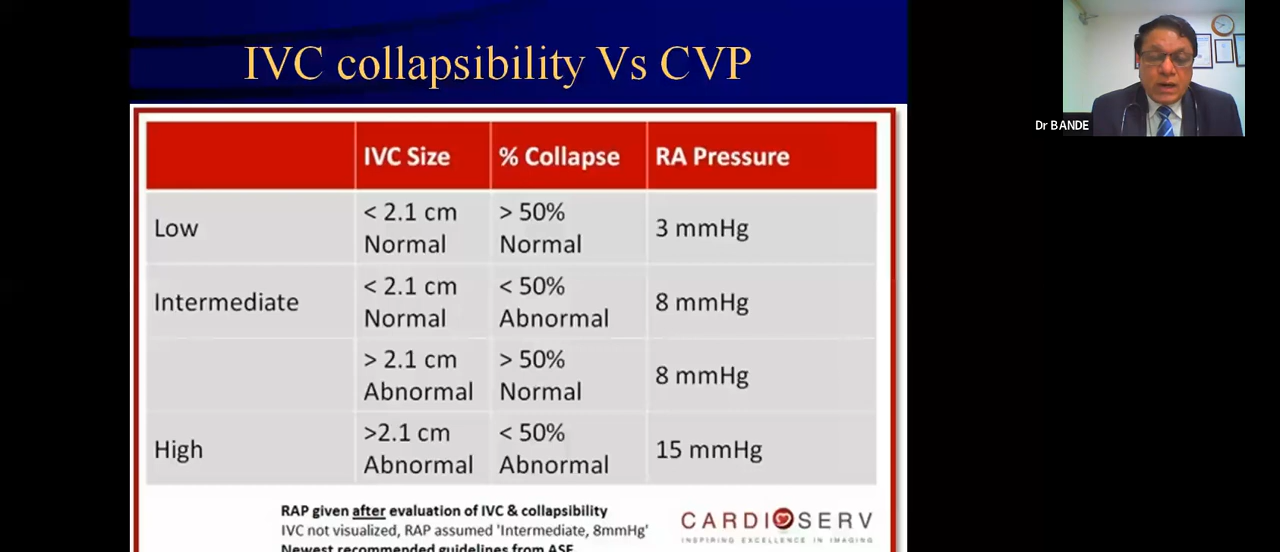 IVC collapsibility Vs CVP
Dr BANDE
IVC Size % Collapse RA Pressure
Low
< 2.1 cm
Normal
> 50%
Normal
3 mmHg
Intermediate
< 2.1 cm
Normal
< 50%
Abnormal
8 mmHg
> 2.1 cm
Abnormal
> 50%
Normal
8 mmHg
High
>2.1 cm
Abnormal
< 50%
Abnormal
15 mmHg
RAP given after evaluation of IVC & collapsibility
IVC not visualized, RAP assumed 'Intermediate, 8mmHg'
Newest recommended guidelines from ASE
CARDIOSERV
INSPIRING EXCELLENCE IN IMAGING